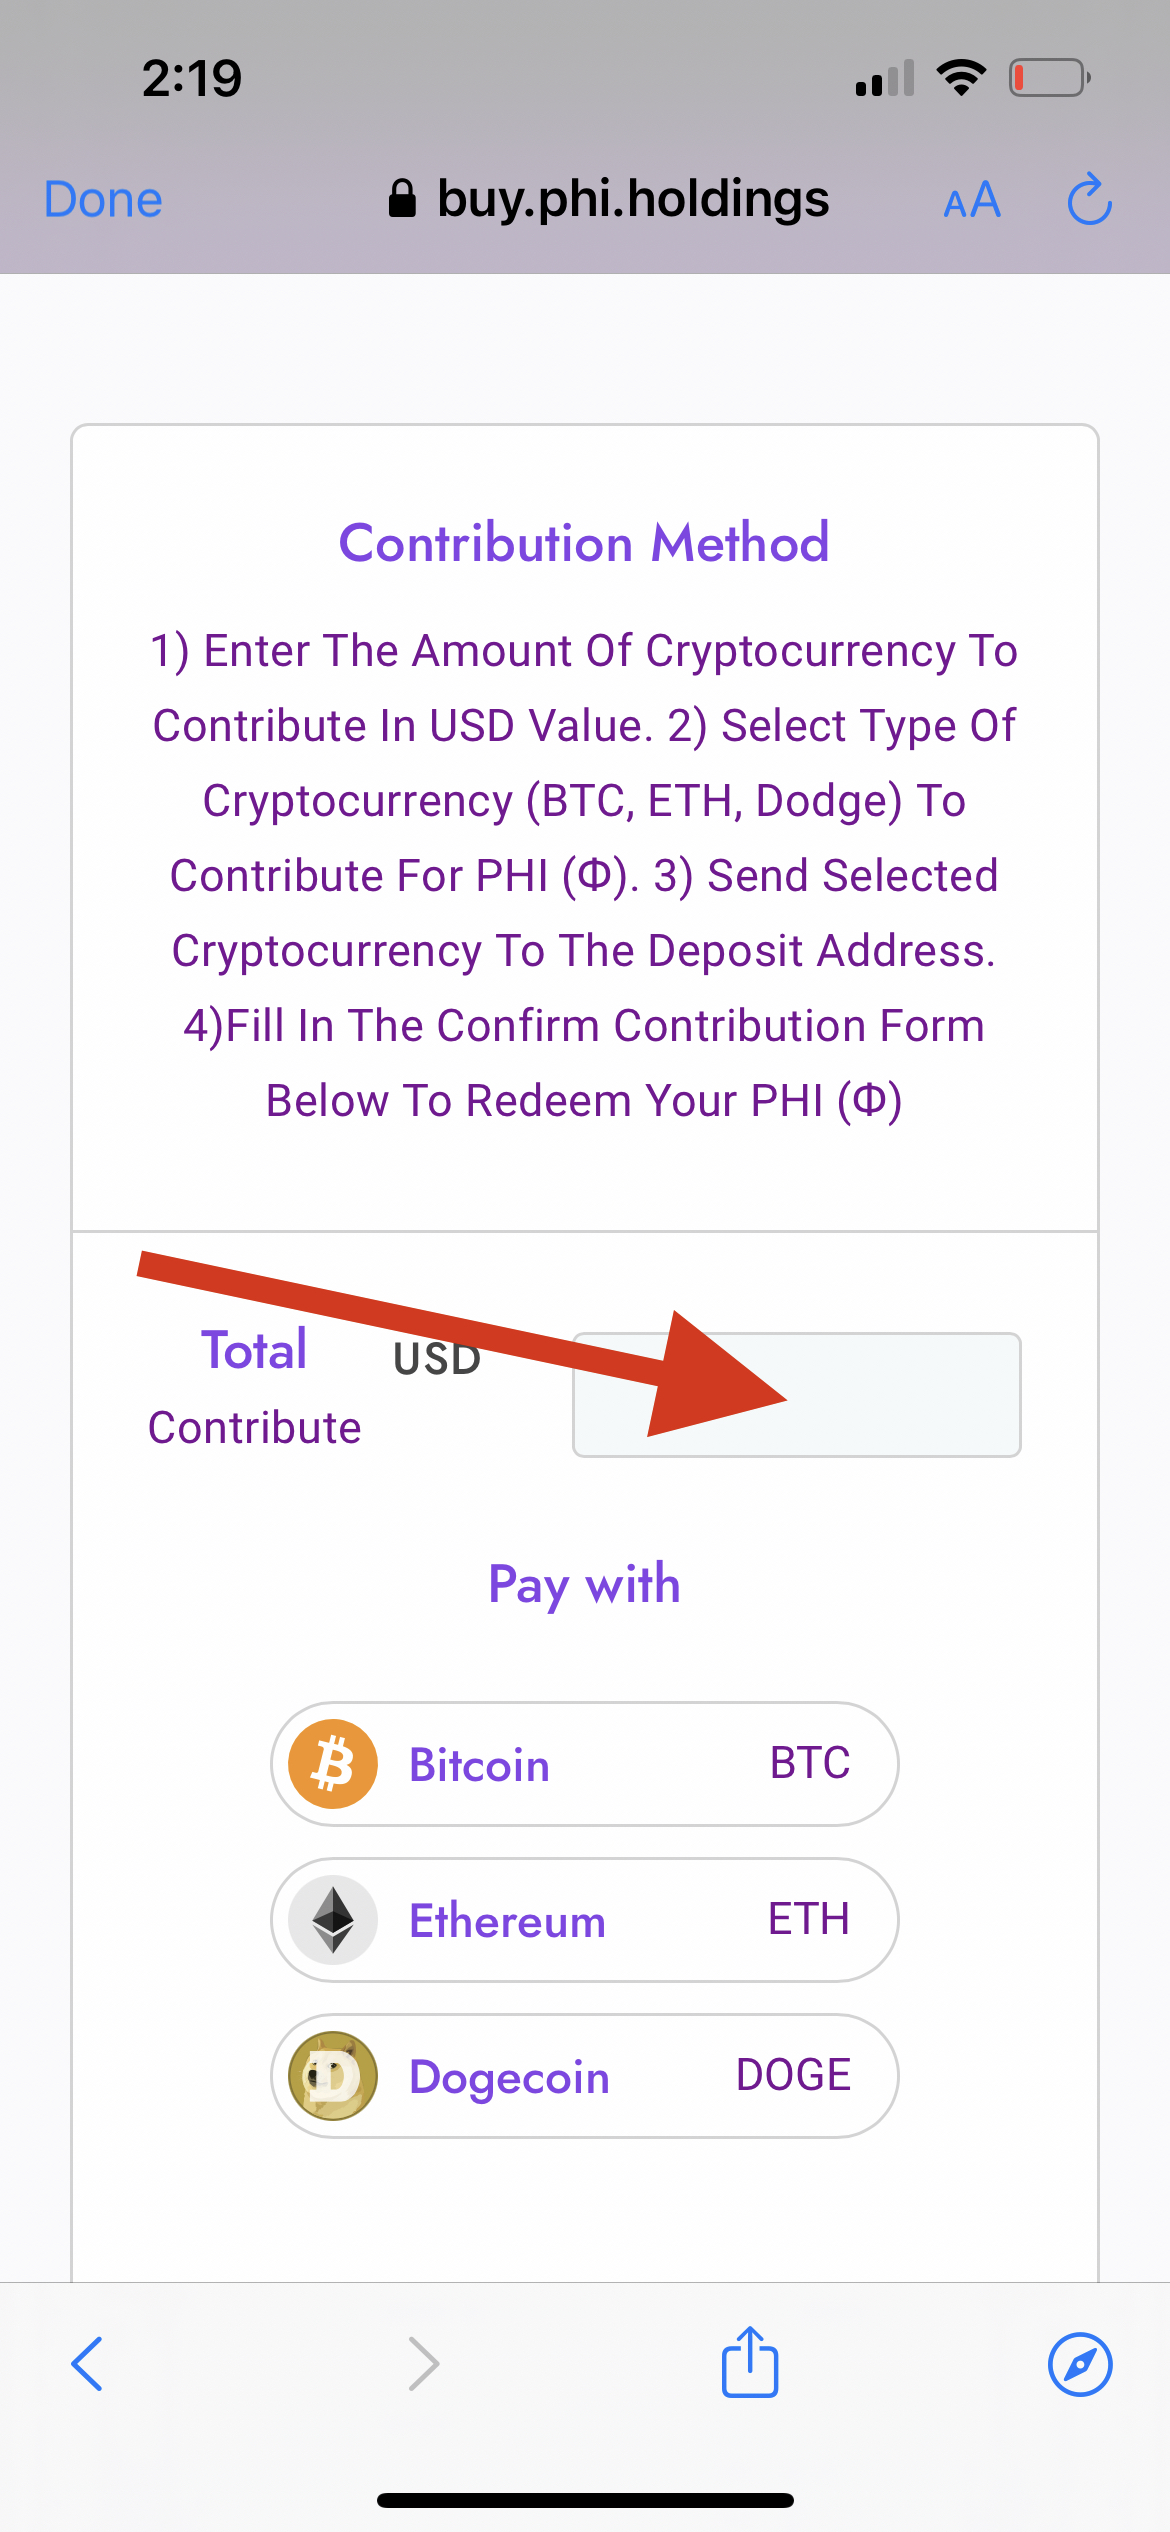 2:19
Done
buy.phi.holdings
AA
Contribution Method
1) Enter The Amount Of Cryptocurrency To
Contribute In USD Value. 2) Select Type Of
Cryptocurrency (BTC, ETH, Dodge) To
Contribute For PHI (Φ). 3) Send Selected
Cryptocurrency To The Deposit Address.
4)Fill In The Confirm Contribution Form
Below To Redeem Your PHI (Φ)
Total
USD
Contribute
Pay with
Bitcoin BTC
Ethereum ETH
D
Dogecoin DOGE